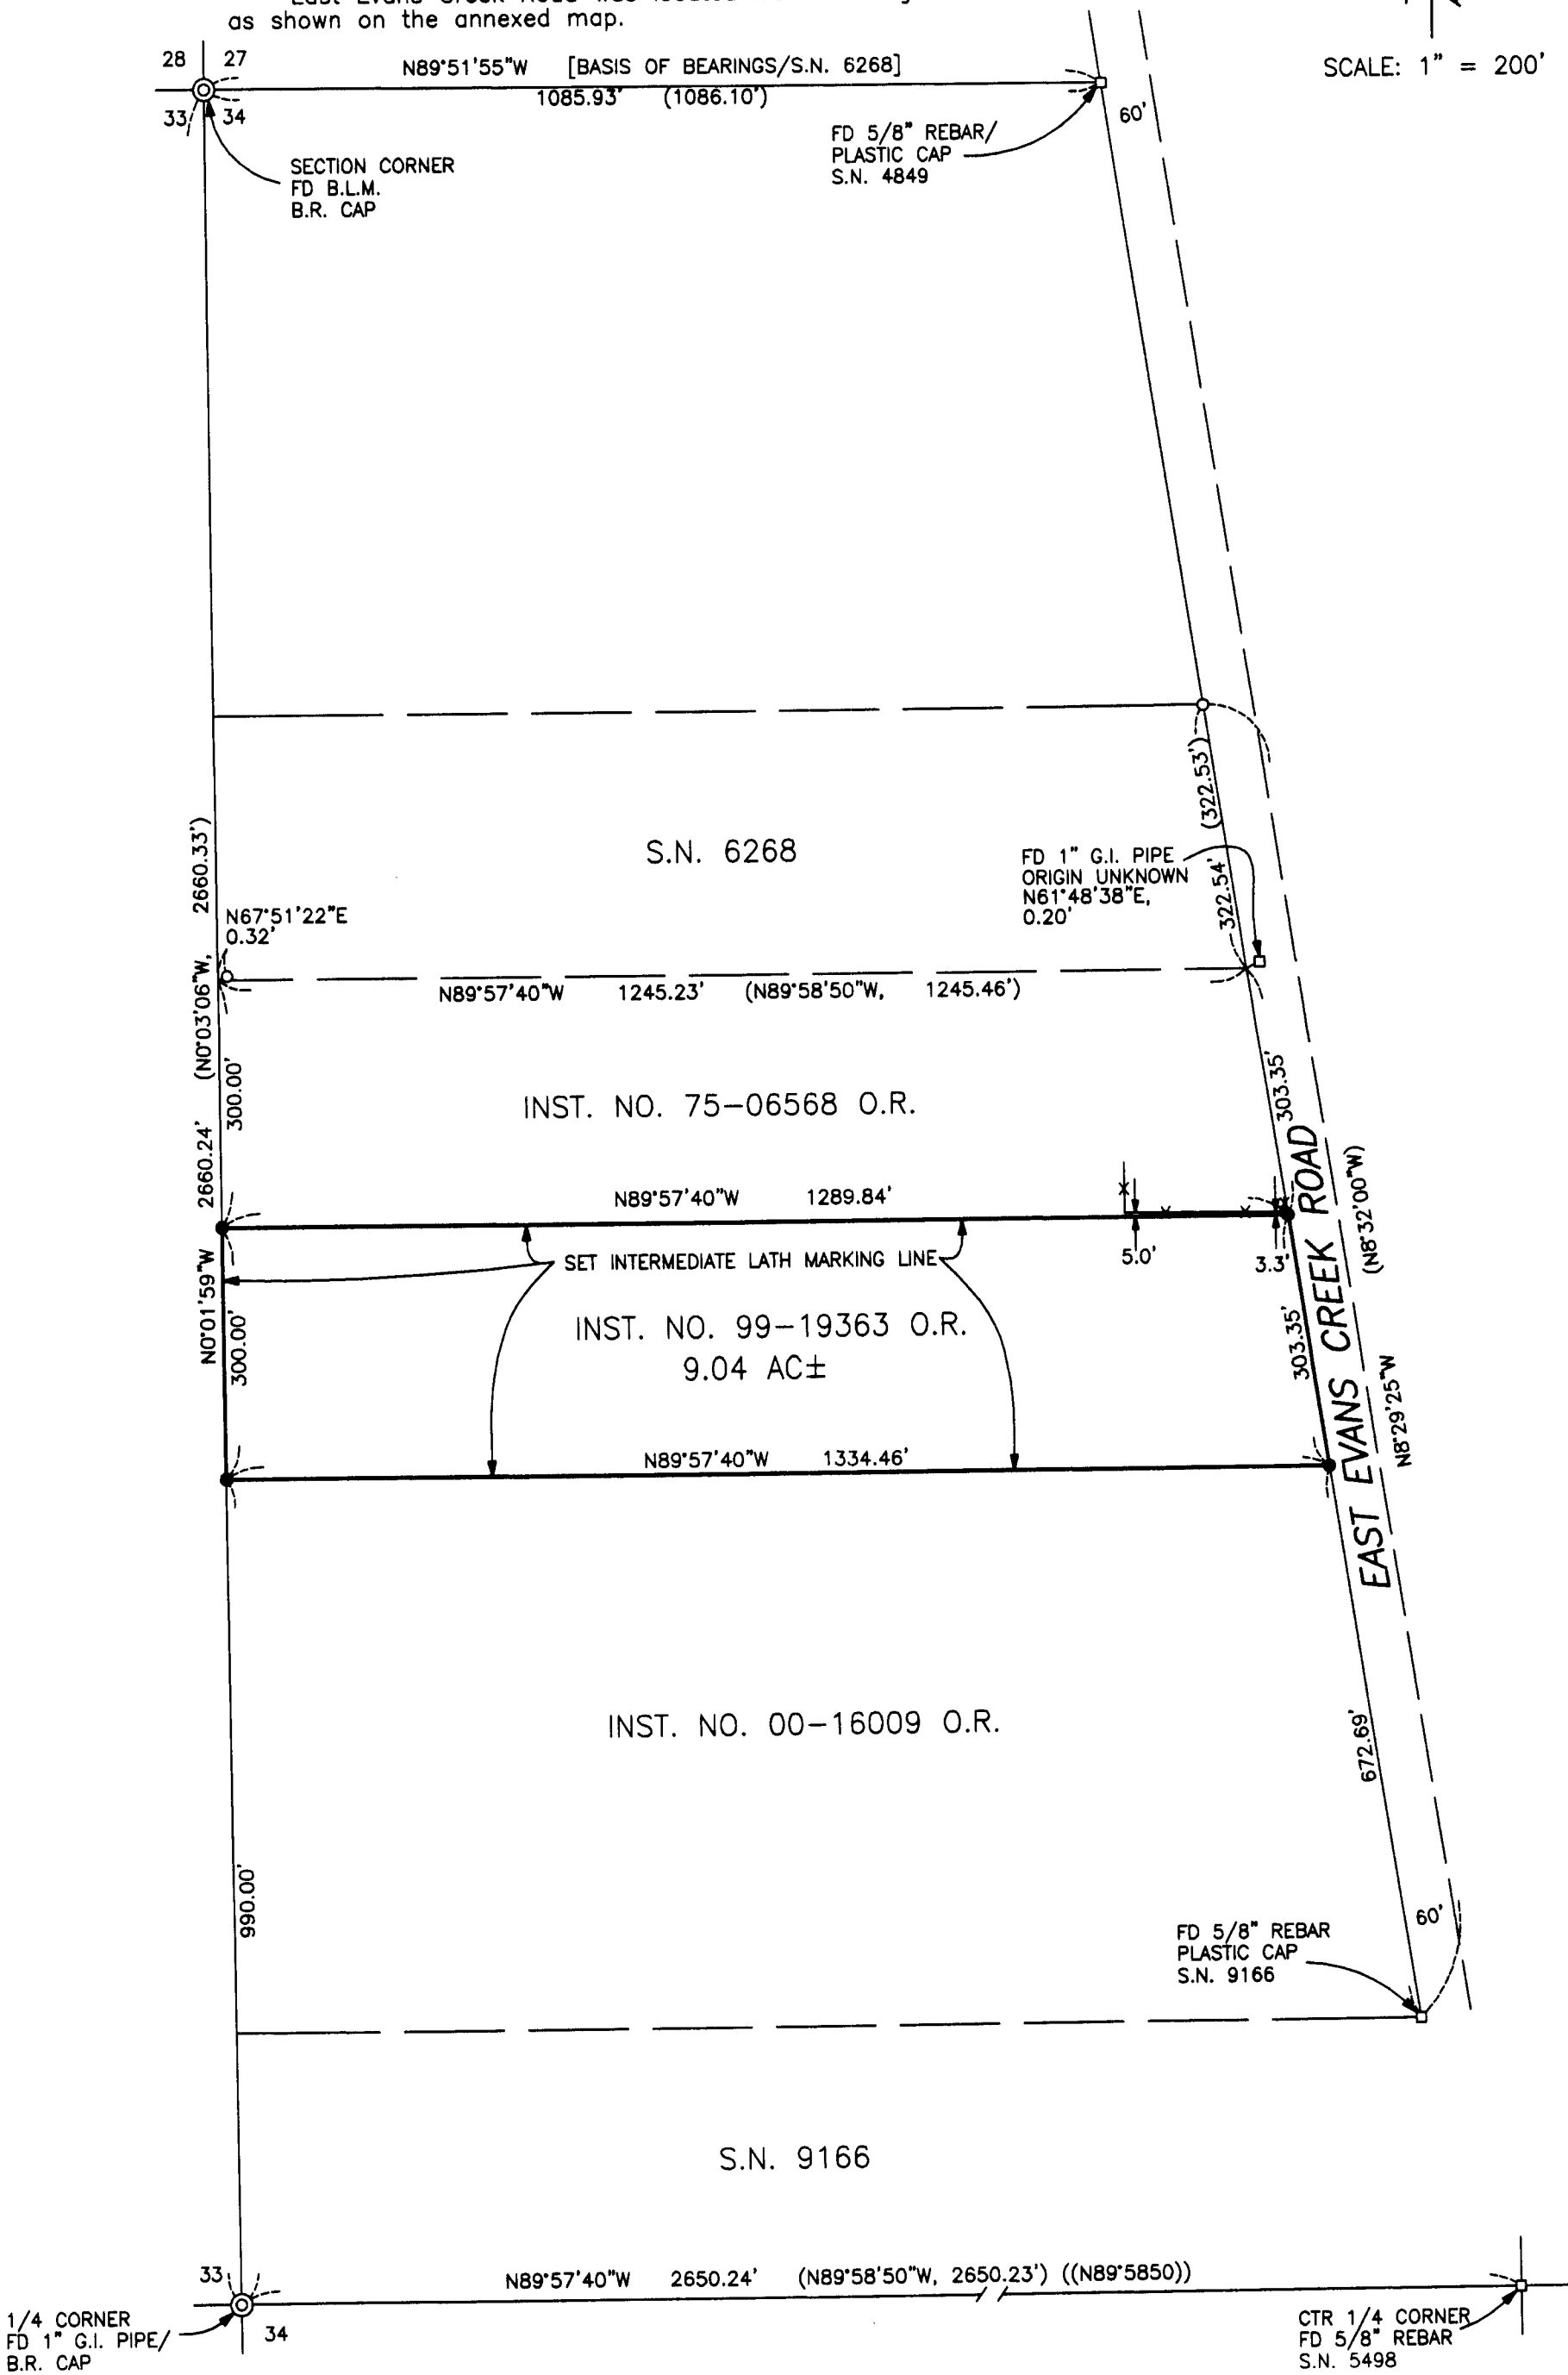 as shown on the annexed map.
SCALE: 1" = 200'
28 27
33 34
N89°51'55"W [BASIS OF BEARINGS/S.N. 6268]
1085.93' (1086.10')
60'
SECTION CORNER
FD B.L.M.
B.R. CAP
FD 5/8" REBAR/
PLASTIC CAP
S.N. 4849
(322.53')
S.N. 6268
322.54'
FD 1" G.I. PIPE
ORIGIN UNKNOWN
N61°48'38"E,
0.20'
(N0°03'06"W, 2660.33')
N67°51'22"E
0.32'
N89°57'40"W 1245.23' (N89°58'50"W, 1245.46')
300.00'
INST. NO. 75-06568 O.R.
303.35'
N0°01'59"W 2660.24'
N89°57'40"W 1289.84'
5.0'
3.3'
(N8°32'00"W)
SET INTERMEDIATE LATH MARKING LINE
300.00'
INST. NO. 99-19363 O.R.
9.04 AC±
303.35'
EAST EVANS CREEK ROAD
N8°29'25"W
N89°57'40"W 1334.46'
INST. NO. 00-16009 O.R.
672.69'
990.00'
60'
FD 5/8" REBAR
PLASTIC CAP
S.N. 9166
S.N. 9166
33
34
N89°57'40"W 2650.24' (N89°58'50"W, 2650.23') ((N89°5850))
1/4 CORNER
FD 1" G.I. PIPE/
B.R. CAP
CTR 1/4 CORNER
FD 5/8" REBAR
S.N. 5498